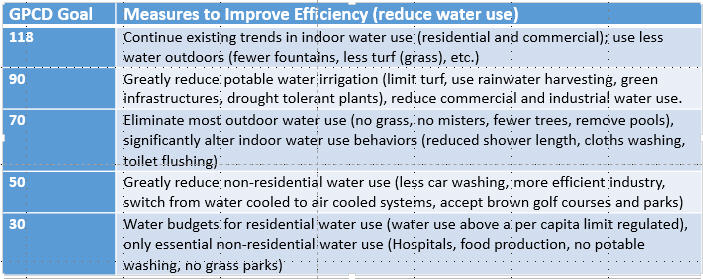 GPCD Goal Measures to Improve Efficiency (reduce water use)
118 Continue existing trends in indoor water use (residential and commercial); use less
water outdoors (fewer fountains, less turf (grass), etc.)
90 Greatly reduce potable water irrigation (limit turf, use rainwater harvesting, green
infrastructures, drought tolerant plants), reduce commercial and industrial water use.
70 Eliminate most outdoor water use (no grass, no misters, fewer trees, remove pools),
significantly alter indoor water use behaviors (reduced shower length, cloths washing,
toilet flushing)
50 Greatly reduce non-residential water use (less car washing, more efficient industry,
switch from water cooled to air cooled systems, accept brown golf courses and parks)
30 Water budgets for residential water use (water use above a per capita limit regulated),
only essential non-residential water use (Hospitals, food production, no potable
washing, no grass parks)